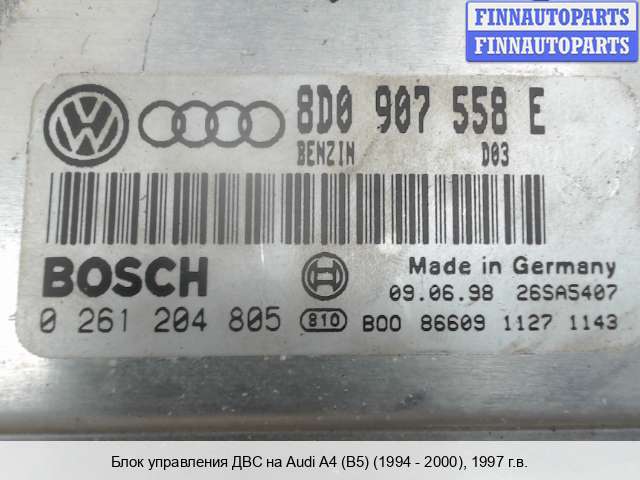 FINNAUTOPARTS
FINNAUTOPARTS
8D0 907 558 E
BENZIN D03
BOSCH
Made in Germany
09.06.98 26SA5407
0 261 204 805 810 B00 86609 1127 1143
Блок управления ДВС на Audi A4 (B5) (1994 - 2000), 1997 г.в.